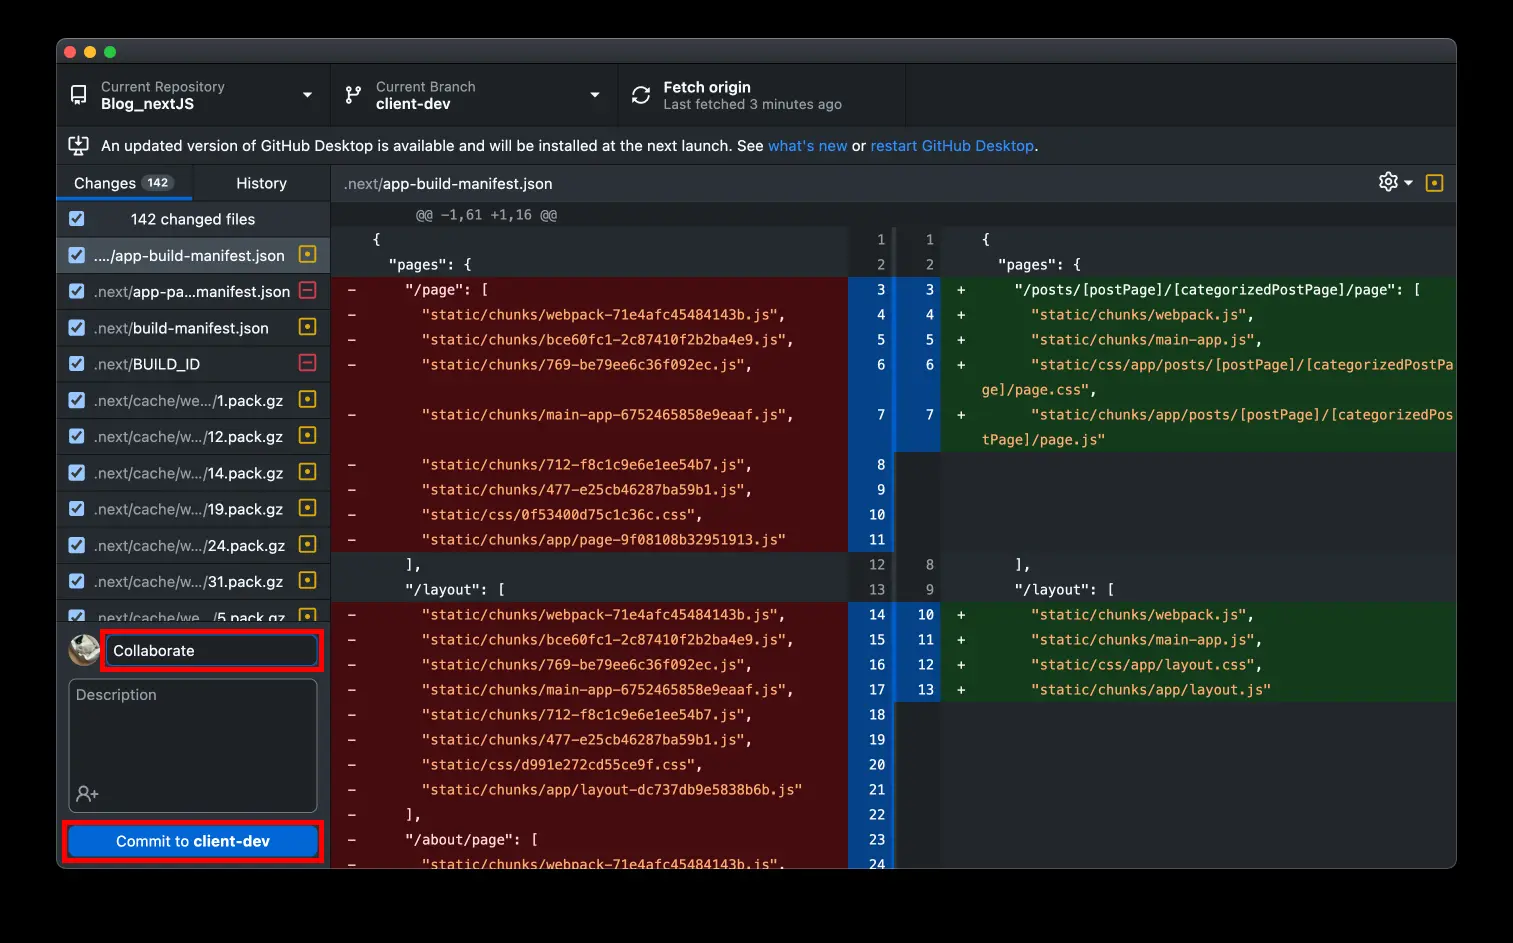 Current Repository
Blog_nextJS
Current Branch
client-dev
Fetch origin
Last fetched 3 minutes ago
An updated version of GitHub Desktop is available and will be installed at the next launch. See what's new or restart GitHub Desktop.
Changes 142
History
142 changed files
..../app-build-manifest.json
.next/app-pa...manifest.json
.next/build-manifest.json
.next/BUILD_ID
.next/cache/we.../1.pack.gz
.next/cache/w.../12.pack.gz
.next/cache/w.../14.pack.gz
.next/cache/w.../19.pack.gz
.next/cache/w.../24.pack.gz
.next/cache/w.../31.pack.gz
.next/cache/we.../5.pack.gz
Collaborate
Description
Commit to client-dev
.next/app-build-manifest.json
@@ -1,61 +1,16 @@
{ 1
"pages": { 2
- "/page": [ 3
- "static/chunks/webpack-71e4afc45484143b.js", 4
- "static/chunks/bce60fc1-2c87410f2b2ba4e9.js", 5
- "static/chunks/769-be79ee6c36f092ec.js", 6
- "static/chunks/main-app-6752465858e9eaaf.js", 7
- "static/chunks/712-f8c1c9e6e1ee54b7.js", 8
- "static/chunks/477-e25cb46287ba59b1.js", 9
- "static/css/0f53400d75c1c36c.css", 10
- "static/chunks/app/page-9f08108b32951913.js" 11
], 12
"/layout": [ 13
- "static/chunks/webpack-71e4afc45484143b.js", 14
- "static/chunks/bce60fc1-2c87410f2b2ba4e9.js", 15
- "static/chunks/769-be79ee6c36f092ec.js", 16
- "static/chunks/main-app-6752465858e9eaaf.js", 17
- "static/chunks/712-f8c1c9e6e1ee54b7.js", 18
- "static/chunks/477-e25cb46287ba59b1.js", 19
- "static/css/d991e272cd55ce9f.css", 20
- "static/chunks/app/layout-dc737db9e5838b6b.js" 21
- ], 22
- "/about/page": [ 23
- "static/chunks/webpack-71e4afc45484143b.js", 24
1 {
2 "pages": {
3 + "/posts/[postPage]/[categorizedPostPage]/page": [
4 + "static/chunks/webpack.js",
5 + "static/chunks/main-app.js",
6 + "static/css/app/posts/[postPage]/[categorizedPostPa
ge]/page.css",
7 + "static/chunks/app/posts/[postPage]/[categorizedPos
tPage]/page.js"
8 ],
9 "/layout": [
10 + "static/chunks/webpack.js",
11 + "static/chunks/main-app.js",
12 + "static/css/app/layout.css",
13 + "static/chunks/app/layout.js"